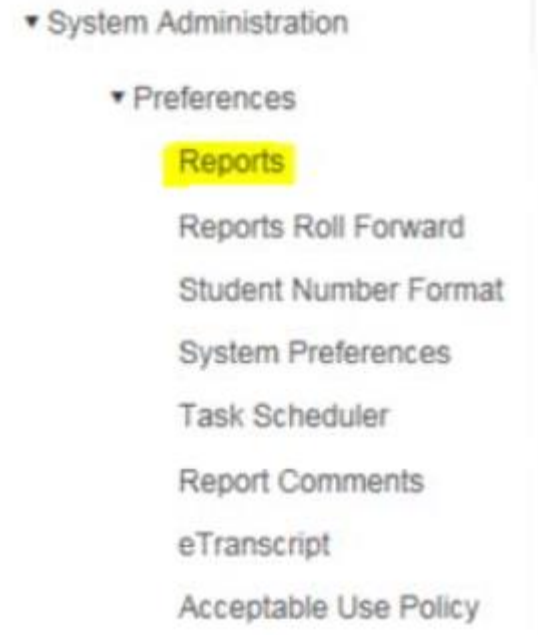 System Administration
Preferences
Reports
Reports Roll Forward
Student Number Format
System Preferences
Task Scheduler
Report Comments
eTranscript
Acceptable Use Policy